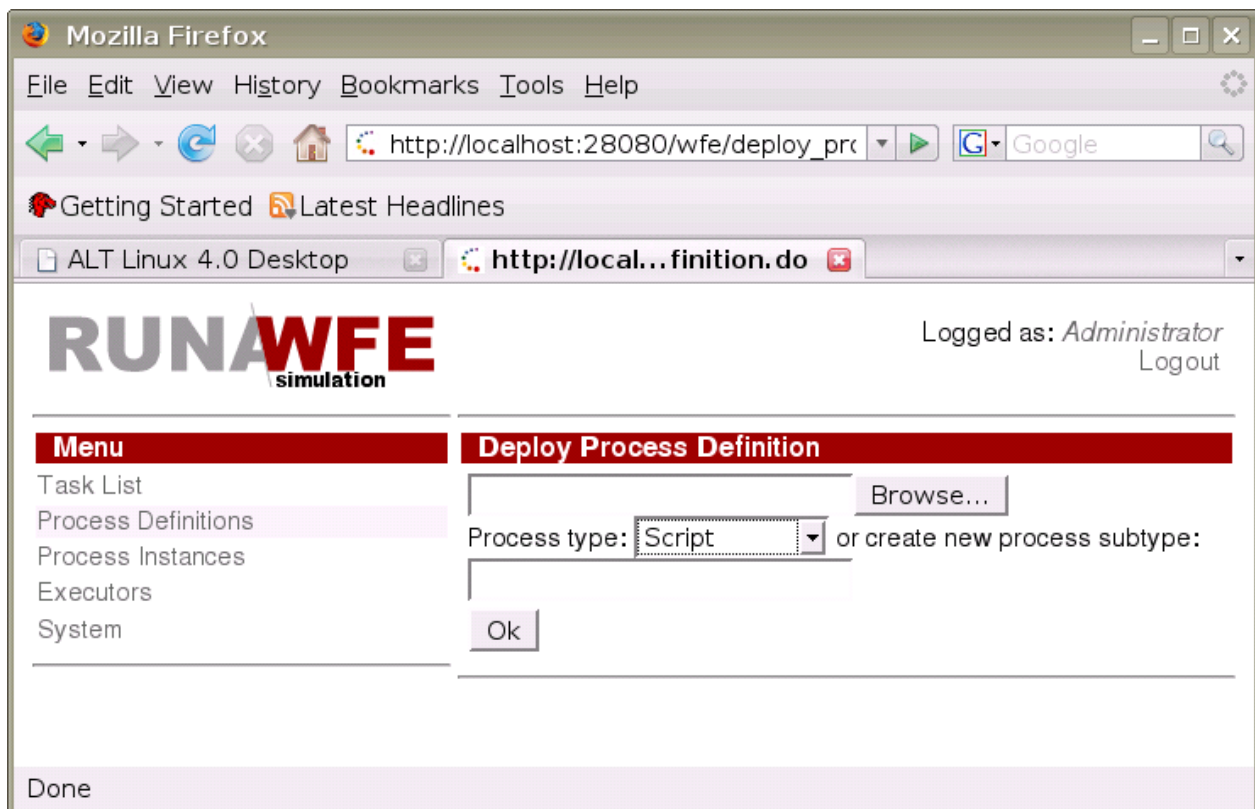 Mozilla Firefox
File Edit View History Bookmarks Tools Help
http://localhost:28080/wfe/deploy_pro
G Google
Getting Started Latest Headlines
ALT Linux 4.0 Desktop http://local...finition.do
RUNAWFE
simulation
Logged as: Administrator
Logout
Menu
Task List
Process Definitions
Process Instances
Executors
System
Deploy Process Definition
Browse...
Process type: Script or create new process subtype:
Ok
Done